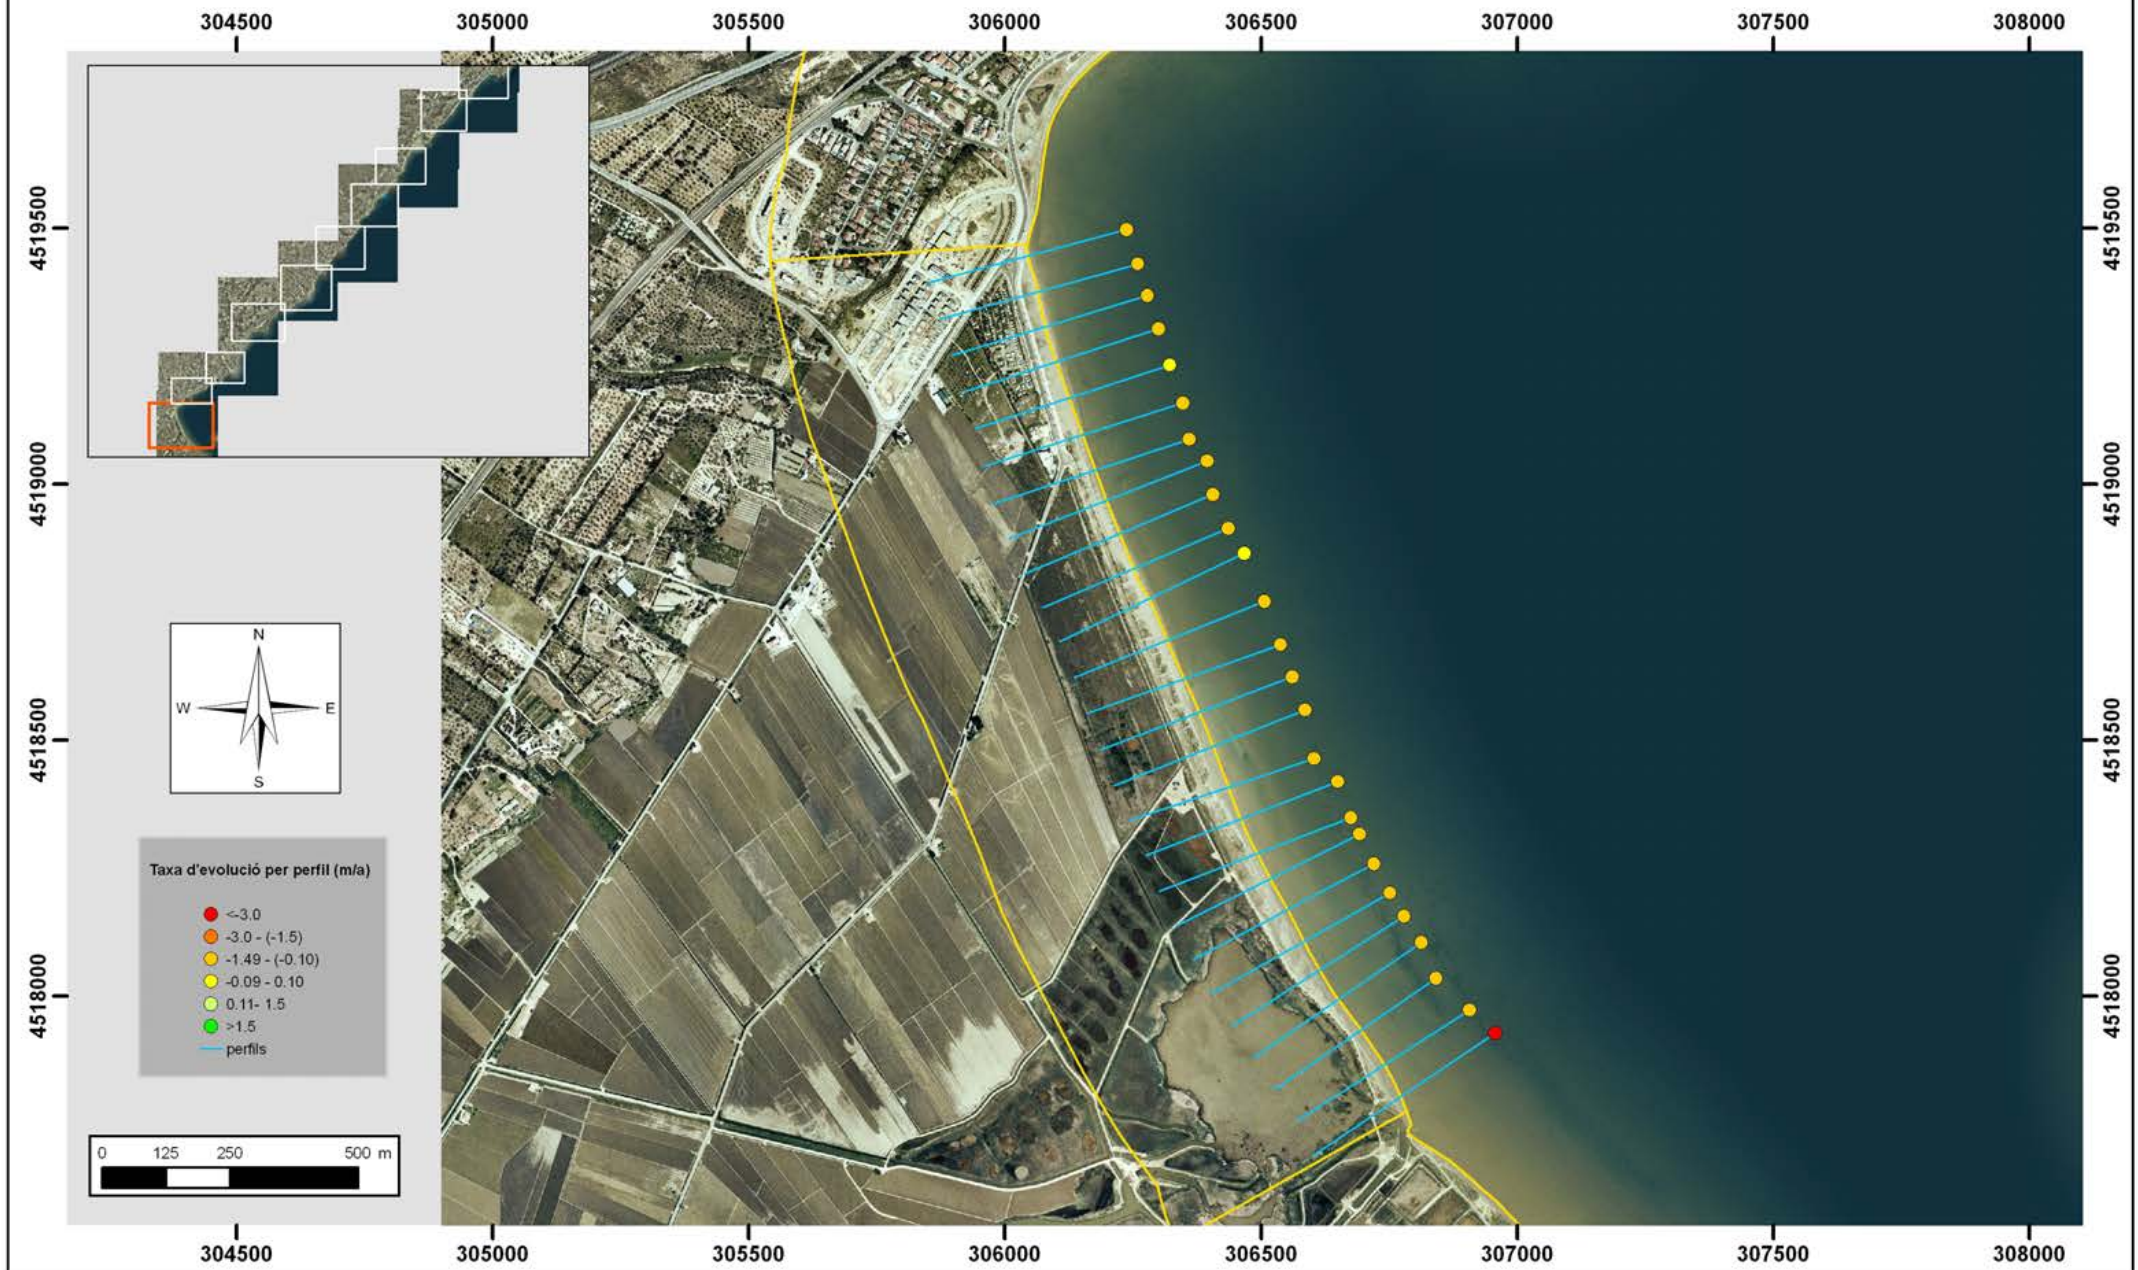 304500 305000 305500 306000 306500 307000 307500 308000
4519500 4519500
4519000 4519000
4518500 4518500
4518000 4518000
N
W E
S
Taxa d'evolució per perfil (m/a)
<-3.0
-3.0 - (-1.5)
-1.49 - (-0.10)
-0.09 - 0.10
0.11- 1.5
>1.5
perfils
0 125 250 500 m
304500 305000 305500 306000 306500 307000 307500 308000